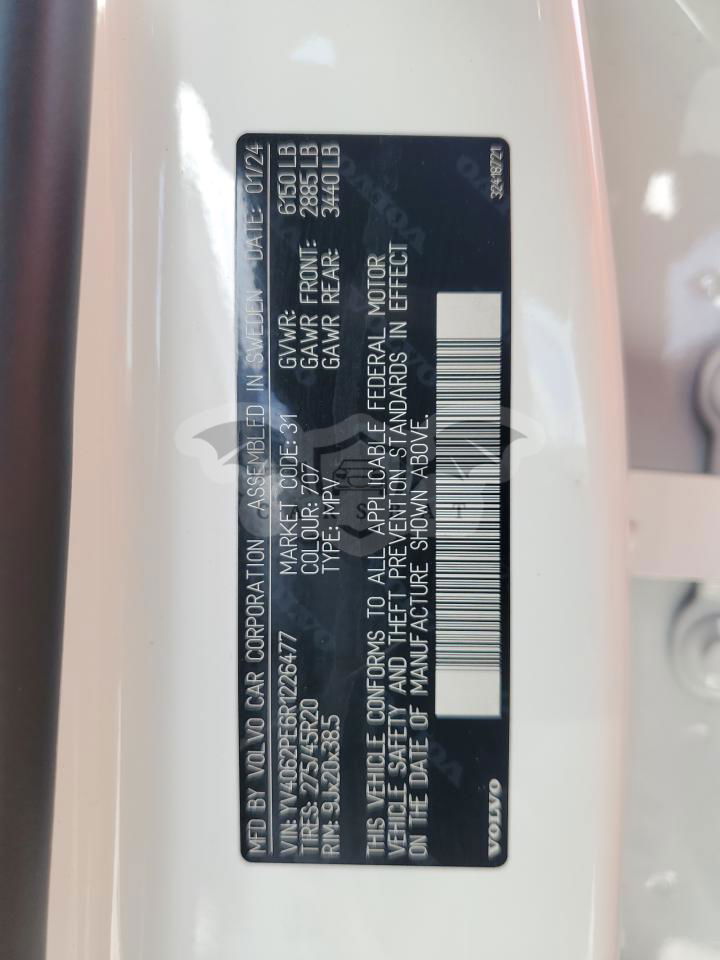 MFD BY VOLVO CAR CORPORATION ASSEMBLED IN SWEDEN DATE: 01/24
VIN: YV4062PE6R1226477 MARKET CODE: 31 GVWR: 6150 LB
TIRES: 275/45R20 COLOUR: 707 GAWR FRONT: 2885 LB
RIM: 9Jx20x38.5 TYPE: MPV GAWR REAR: 3440 LB
THIS VEHICLE CONFORMS TO ALL APPLICABLE FEDERAL MOTOR
VEHICLE SAFETY AND THEFT PREVENTION STANDARDS IN EFFECT
ON THE DATE OF MANUFACTURE SHOWN ABOVE.
VOLVO 32418721